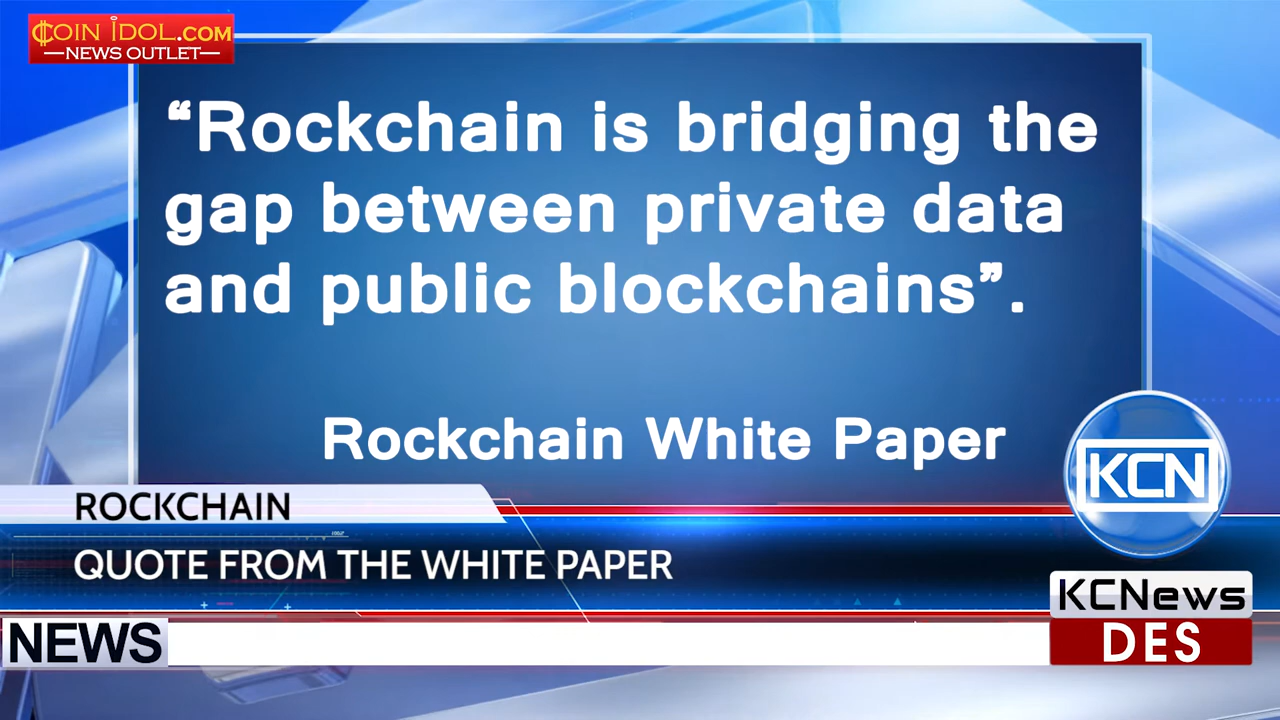 COIN IDOL.COM
—NEWS OUTLET—
“Rockchain is bridging the
gap between private data
and public blockchains”.
Rockchain White Paper
KCN
ROCKCHAIN
QUOTE FROM THE WHITE PAPER
KCNews
DES
NEWS